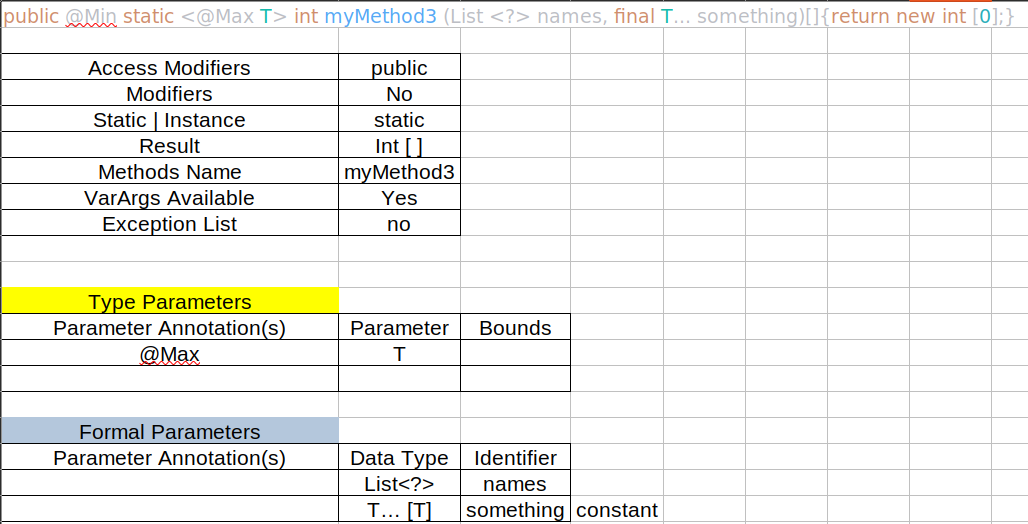 public @Min static <@Max T> int myMethod3 (List <?> names, final T... something)[]{return new int [0];}
Access Modifiers public
Modifiers No
Static | Instance static
Result Int [ ]
Methods Name myMethod3
VarArgs Available Yes
Exception List no
Type Parameters
Parameter Annotation(s) Parameter Bounds
@Max T
Formal Parameters
Parameter Annotation(s) Data Type Identifier
List<?> names
T... [T] something constant